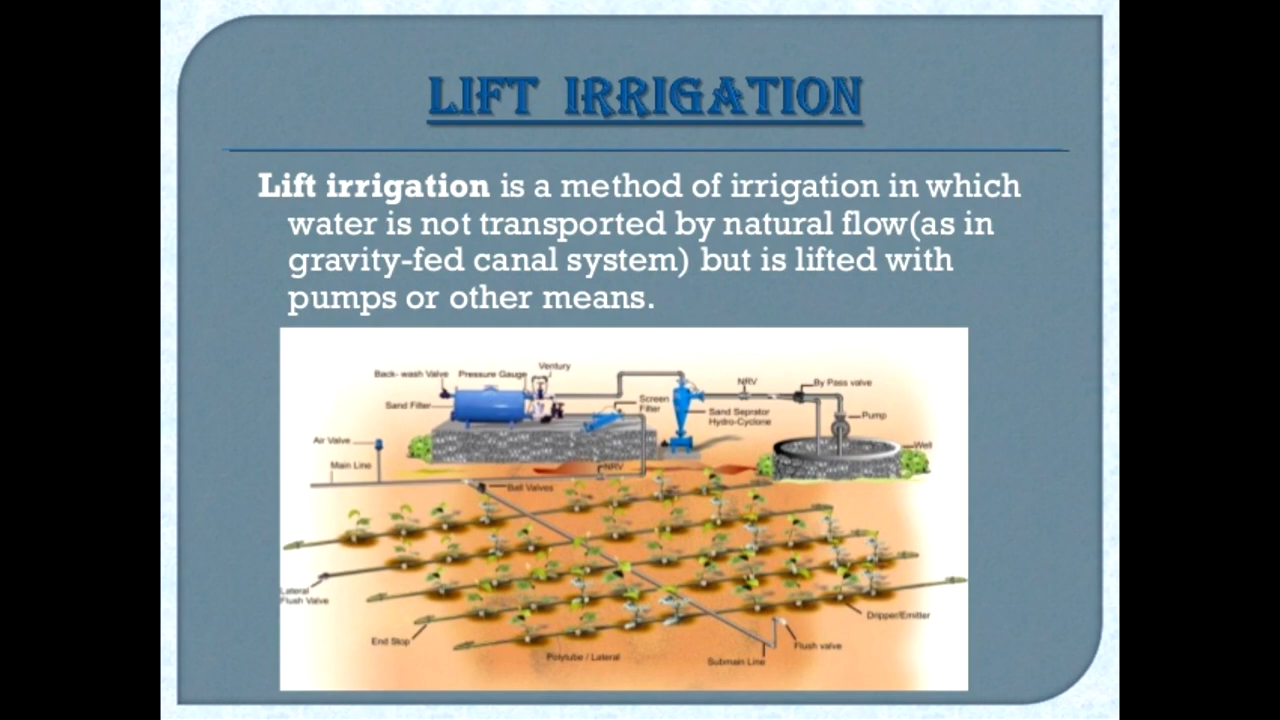 LIFT IRRIGATION
Lift irrigation is a method of irrigation in which
water is not transported by natural flow(as in
gravity-fed canal system) but is lifted with
pumps or other means.
Ventury
Back- wash Valve
Pressure Gauge
NRV
By Pass valve
Sand Filter
Screen
Filter
Sand Seprator
Hydro-Cyclone
Pump
Air Valve
Well
Main Line
NRV
Ball Valves
Lateral
Flush Valve
Dripper/Emitter
End Stop
Flush valve
Polytube / Lateral
Submain Line